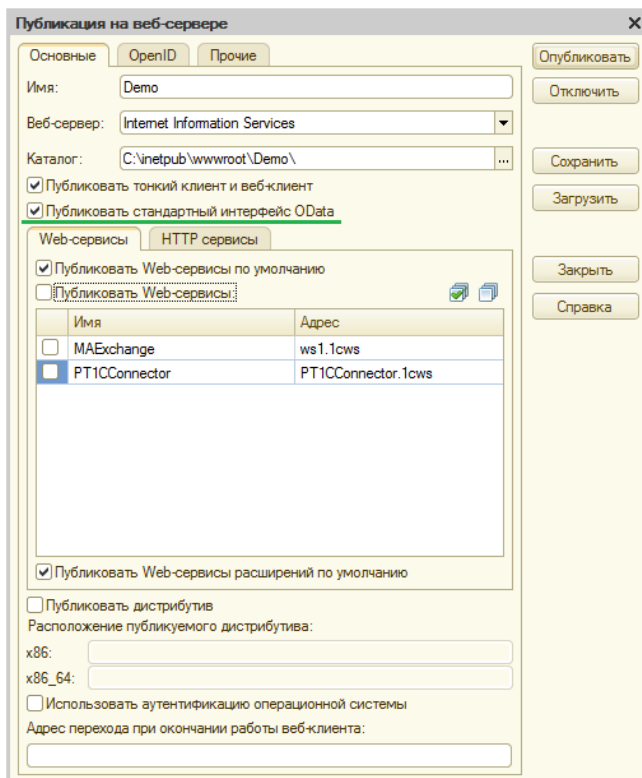 Публикация на веб-сервере
Основные OpenID Прочие
Опубликовать
Имя: Demo
Отключить
Веб-сервер: Internet Information Services
Каталог: C:\inetpub\wwwroot\Demo\ ...
Сохранить
Публиковать тонкий клиент и веб-клиент
Загрузить
Публиковать стандартный интерфейс OData
Web-сервисы HTTP сервисы
Публиковать Web-сервисы по умолчанию
Закрыть
Публиковать Web-сервисы:
Справка
Имя Адрес
MAExchange ws1.1cws
PT1CConnector PT1CConnector.1cws
Публиковать Web-сервисы расширений по умолчанию
Публиковать дистрибутив
Расположение публикуемого дистрибутива:
x86:
x86_64:
Использовать аутентификацию операционной системы
Адрес перехода при окончании работы веб-клиента: